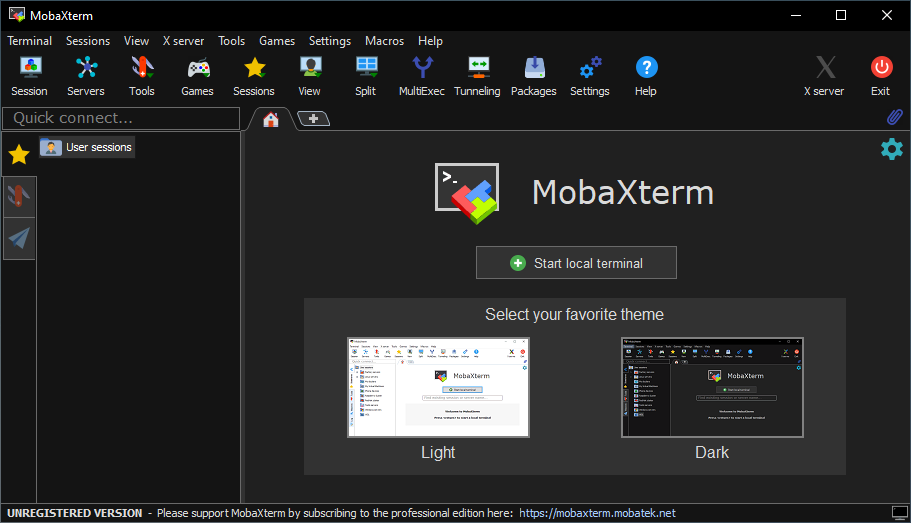 MobaXterm
Terminal Sessions View X server Tools Games Settings Macros Help
Session Servers Tools Games Sessions View Split MultiExec Tunneling Packages Settings Help X server Exit
Quick connect...
User sessions
MobaXterm
Start local terminal
Select your favorite theme
MobaXterm
MobaXterm
Light
Dark
UNREGISTERED VERSION - Please support MobaXterm by subscribing to the professional edition here: https://mobaxterm.mobatek.net